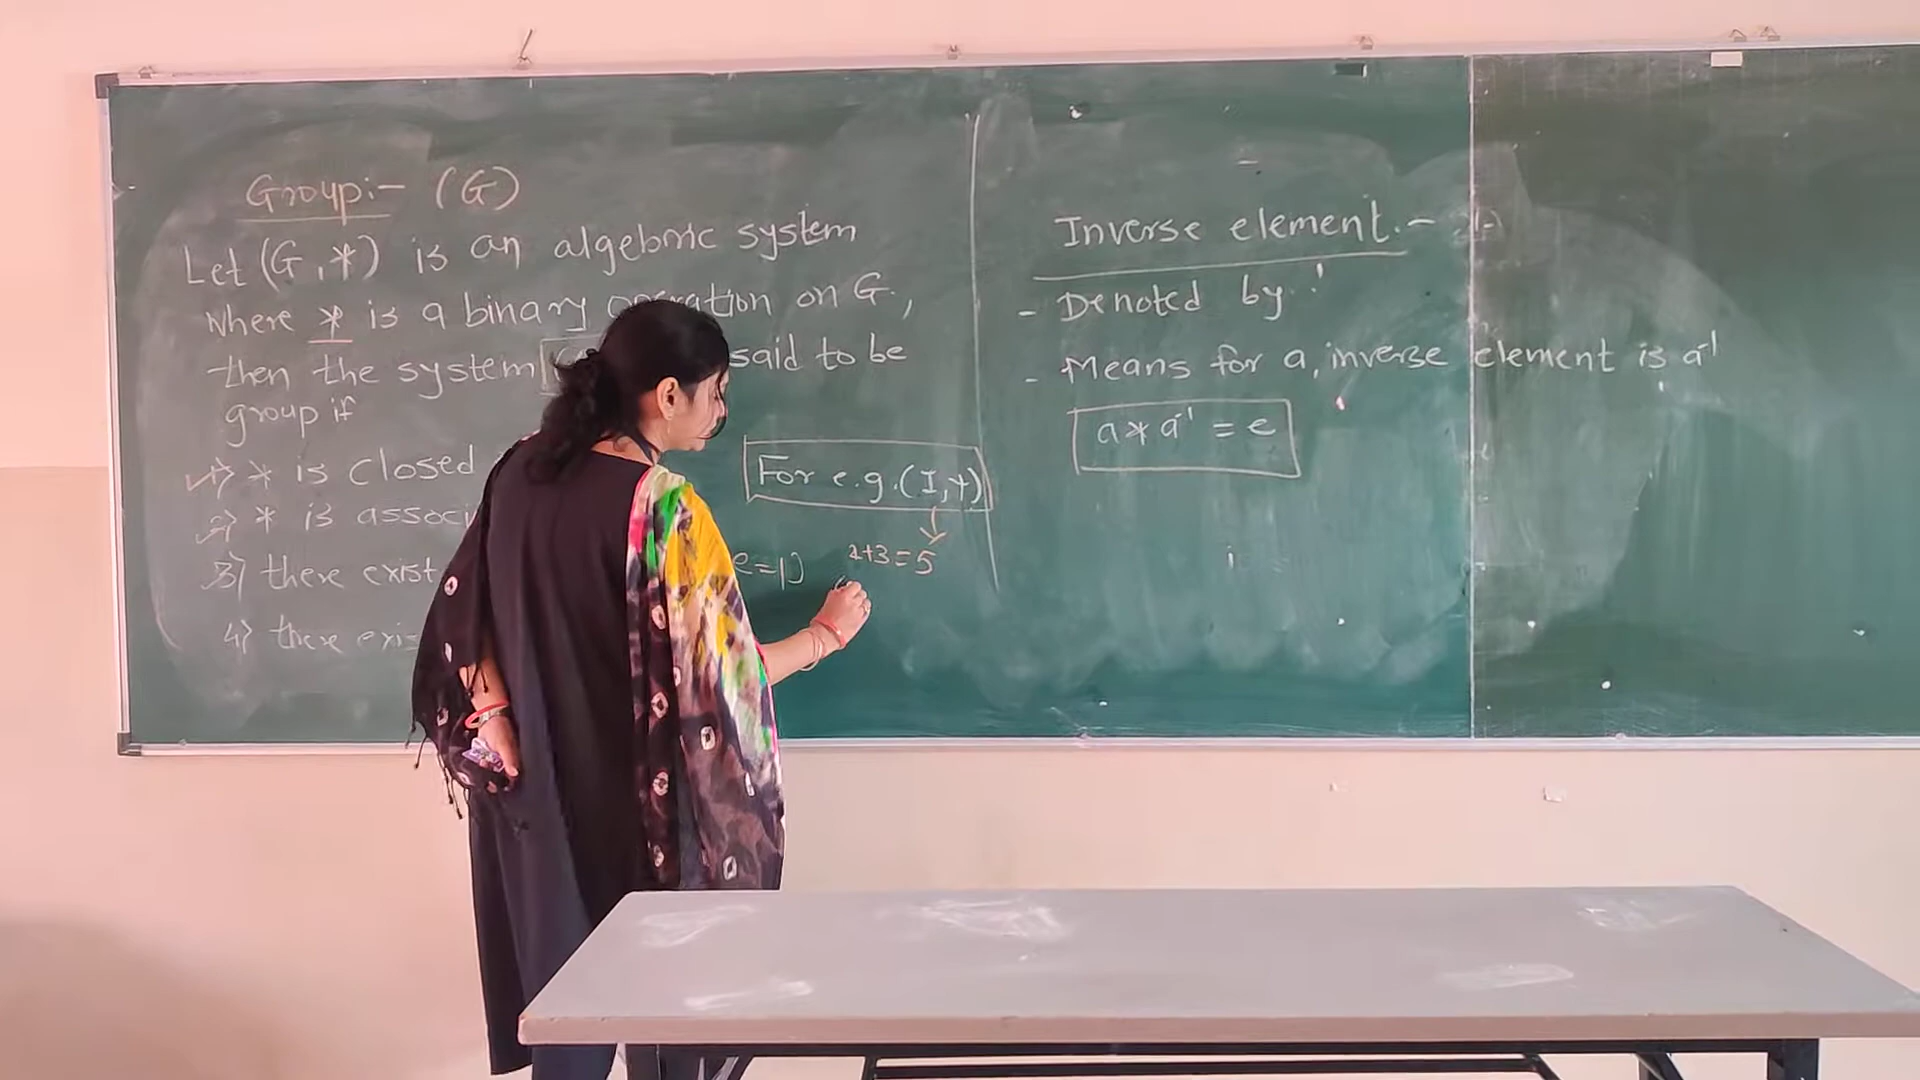 Group:- (G)
Let (G,*) is an algebric system
Where * is a binary operation on G.,
then the system said to be
group if
1) * is closed
2) * is associ
3) there exist
4) there exi
For e.g. (I,+)
2+3=5
Inverse element.-
- Denoted by
- Means for a, inverse element is a⁻¹
a * a⁻¹ = e